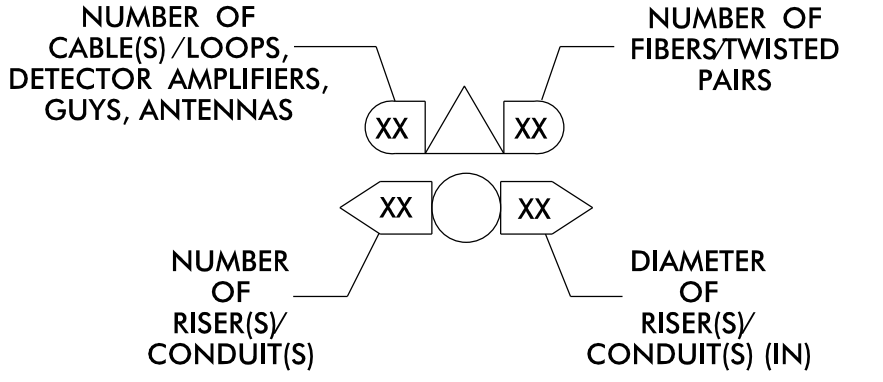 NUMBER OF
CABLE(S) /LOOPS,
DETECTOR AMPLIFIERS,
GUYS, ANTENNAS
NUMBER OF
FIBERS/TWISTED
PAIRS
XX
XX
XX
XX
NUMBER
OF
RISER(S)/
CONDUIT(S)
DIAMETER
OF
RISER(S)/
CONDUIT(S) (IN)